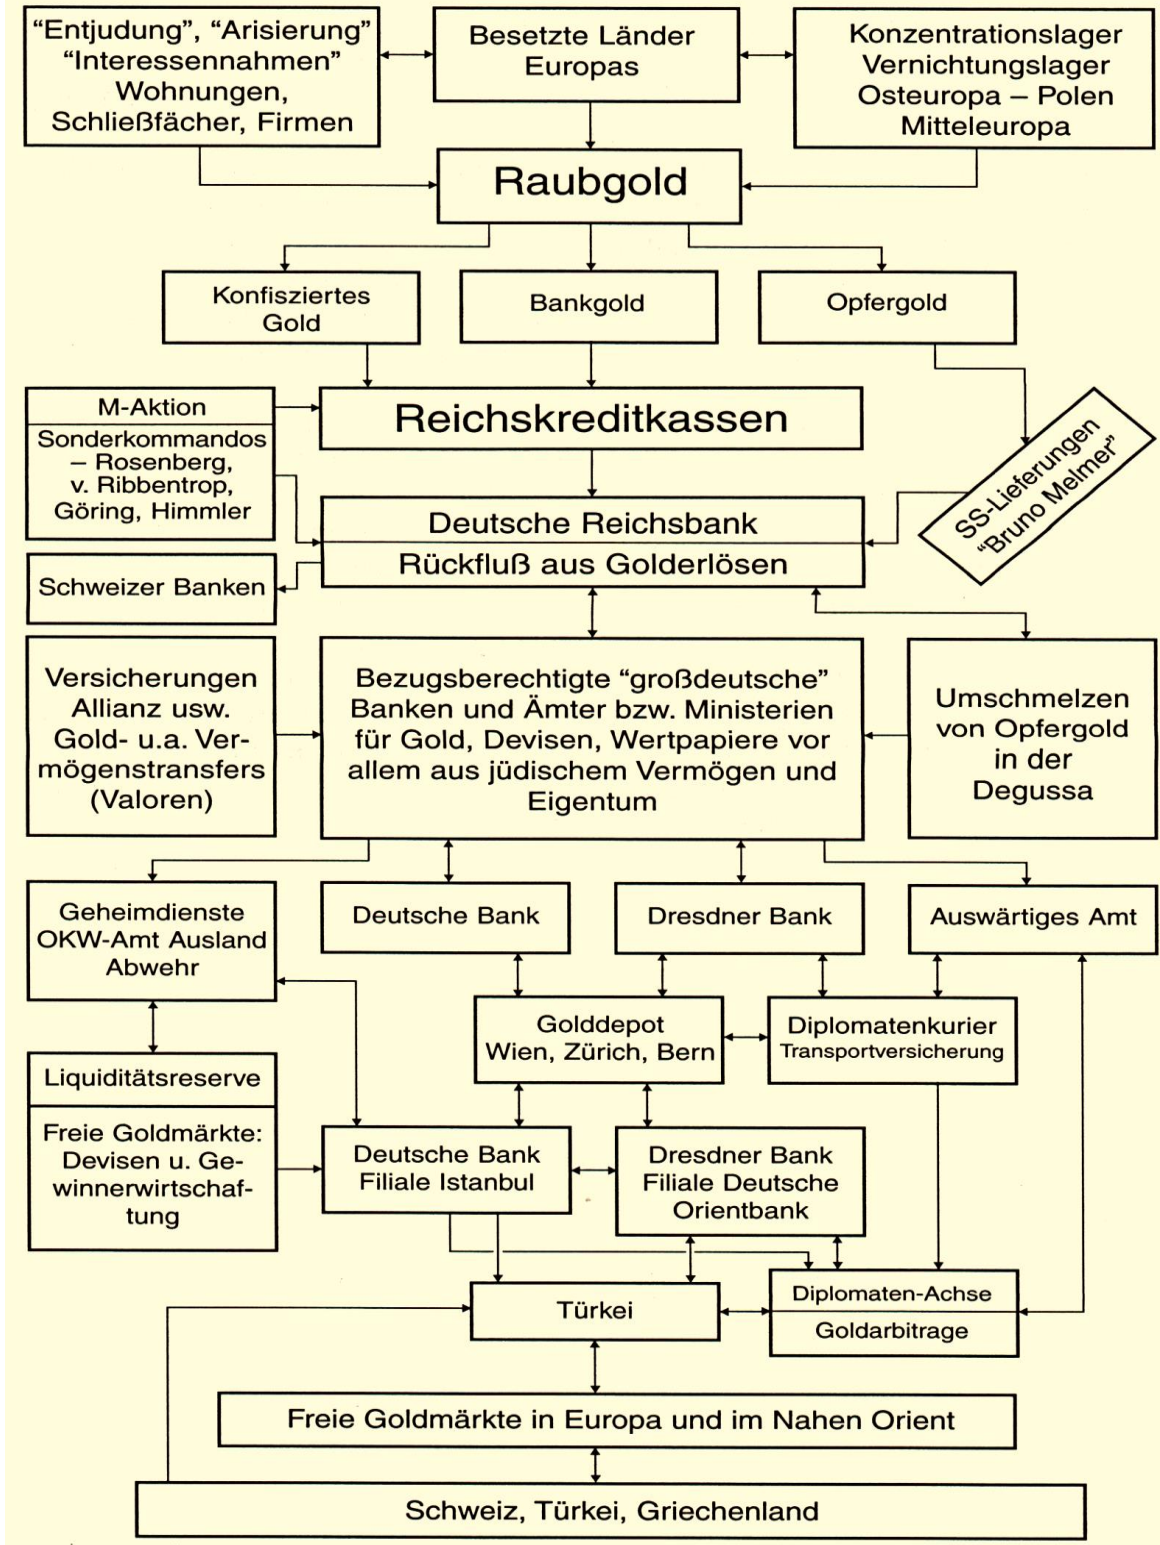 “Entjudung”, “Arisierung”
“Interessennahmen”
Wohnungen,
Schließfächer, Firmen
Besetzte Länder
Europas
Konzentrationslager
Vernichtungslager
Osteuropa – Polen
Mitteleuropa
Raubgold
Konfisziertes
Gold
Bankgold
Opfergold
M-Aktion
Sonderkommandos
– Rosenberg,
v. Ribbentrop,
Göring, Himmler
Reichskreditkassen
SS-Lieferungen
“Bruno Melmer”
Deutsche Reichsbank
Rückfluß aus Golderlösen
Schweizer Banken
Versicherungen
Allianz usw.
Gold- u.a. Ver-
mögenstransfers
(Valoren)
Bezugsberechtigte “großdeutsche”
Banken und Ämter bzw. Ministerien
für Gold, Devisen, Wertpapiere vor
allem aus jüdischem Vermögen und
Eigentum
Umschmelzen
von Opfergold
in der
Degussa
Geheimdienste
OKW-Amt Ausland
Abwehr
Deutsche Bank
Dresdner Bank
Auswärtiges Amt
Golddepot
Wien, Zürich, Bern
Diplomatenkurier
Transportversicherung
Liquiditätsreserve
Freie Goldmärkte:
Devisen u. Ge-
winnerwirtschaf-
tung
Deutsche Bank
Filiale Istanbul
Dresdner Bank
Filiale Deutsche
Orientbank
Türkei
Diplomaten-Achse
Goldarbitrage
Freie Goldmärkte in Europa und im Nahen Orient
Schweiz, Türkei, Griechenland